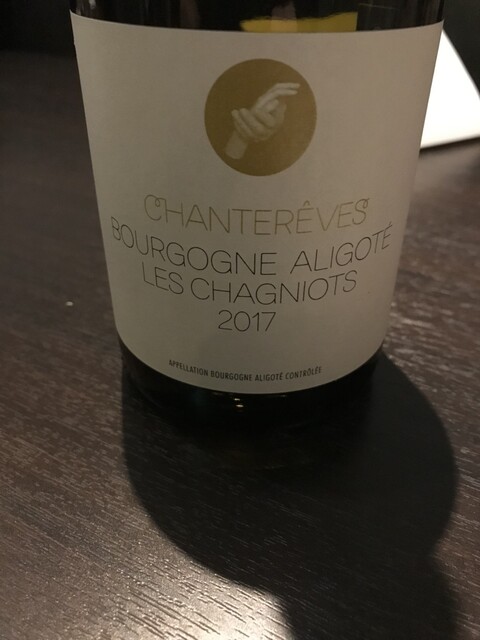 CHANTERÊVES
BOURGOGNE ALIGOTÉ
LES CHAGNIOTS
2017
APPELLATION BOURGOGNE ALIGOTÉ CONTRÔLÉE